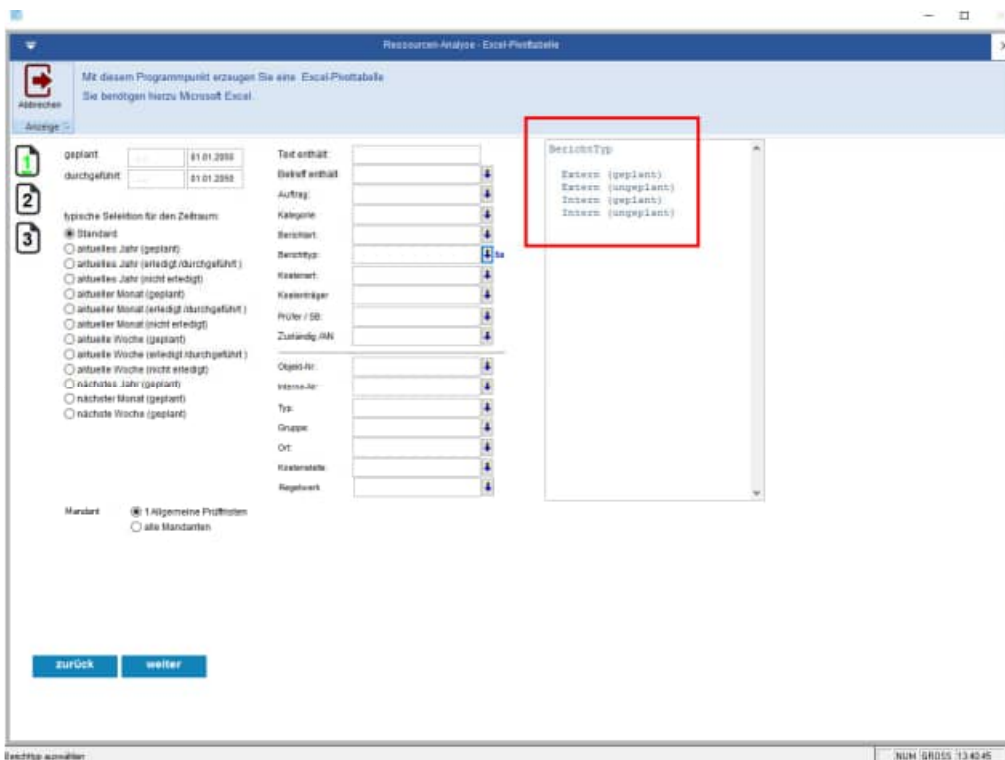 Ressourcen-Analyse - Excel-Pivottabelle
Mit diesem Programmpunkt erzeugen Sie eine Excel-Pivottabelle
Sie benötigen hierzu Microsoft Excel.
Abbrechen
Anzeige
1
2
3
geplant
01.01.2050
durchgeführt
01.01.2050
typische Selektion für den Zeitraum:
Standard
aktuelles Jahr (geplant)
aktuelles Jahr (erledigt /durchgeführt )
aktuelles Jahr (nicht erledigt)
aktueller Monat (geplant)
aktueller Monat (erledigt /durchgeführt )
aktueller Monat (nicht erledigt)
aktuelle Woche (geplant)
aktuelle Woche (erledigt /durchgeführt )
aktuelle Woche (nicht erledigt)
nächstes Jahr (geplant)
nächster Monat (geplant)
nächste Woche (geplant)
Mandant
1 Allgemeine Prüffristen
alle Mandanten
Text enthält:
Betreff enthält
Auftrag:
Kategorie:
Berichtart:
Berichttyp:
Kostenart:
Kostenträger
Prüfer / SB:
Zuständig /AN
Objekt-Nr.:
Interne-Nr:
Typ:
Gruppe:
Ort:
Kostenstelle
Regelwerk
BerichtTyp
Extern (geplant)
Extern (ungeplant)
Intern (geplant)
Intern (ungeplant)
zurück
weiter
Berichttyp auswählen
NUM GROSS 13:40:45